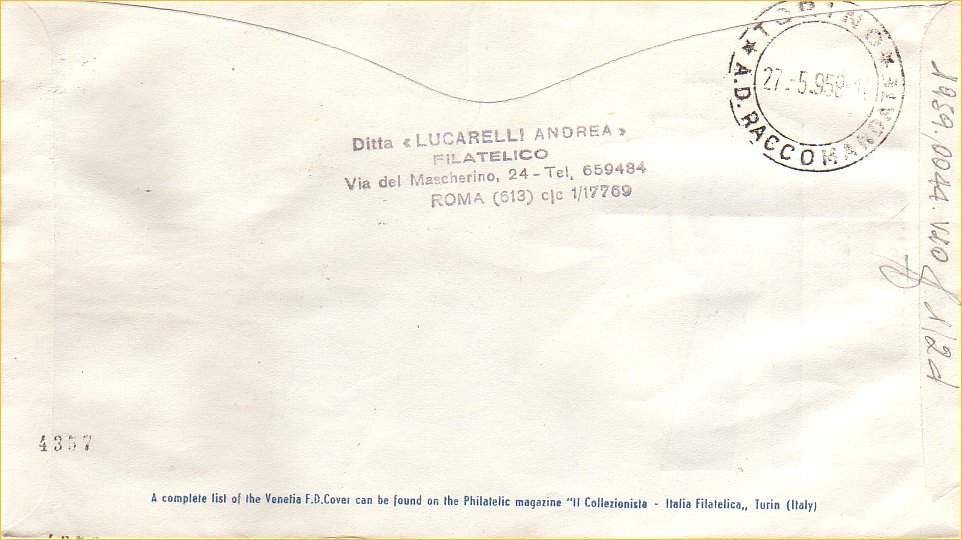 TORINO
A.D. RACCOMANDATE
27.-5.958
Ditta « LUCARELLI ANDREA »
FILATELICO
Via del Mascherino, 24 - Tel. 659484
ROMA (613) c|c 1/17769
4357
A complete list of the Venetia F.D.Cover can be found on the Philatelic magazine "Il Collezionista - Italia Filatelica„ Turin (Italy)